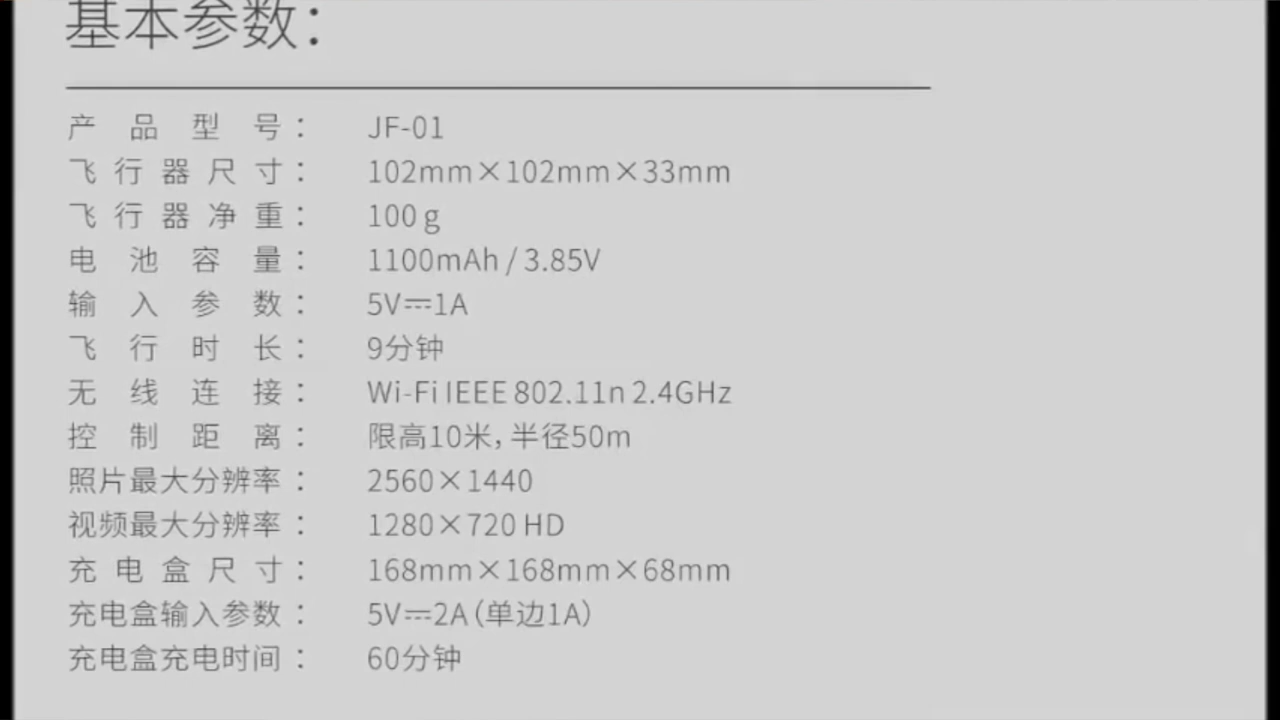 基本参数：
产品型号： JF-01
飞行器尺寸： 102mm×102mm×33mm
飞行器净重： 100g
电池容量： 1100mAh / 3.85V
输入参数： 5V⎓1A
飞行时长： 9分钟
无线连接： Wi-Fi IEEE 802.11n 2.4GHz
控制距离： 限高10米，半径50m
照片最大分辨率： 2560×1440
视频最大分辨率： 1280×720 HD
充电盒尺寸： 168mm×168mm×68mm
充电盒输入参数： 5V⎓2A（单边1A）
充电盒充电时间： 60分钟